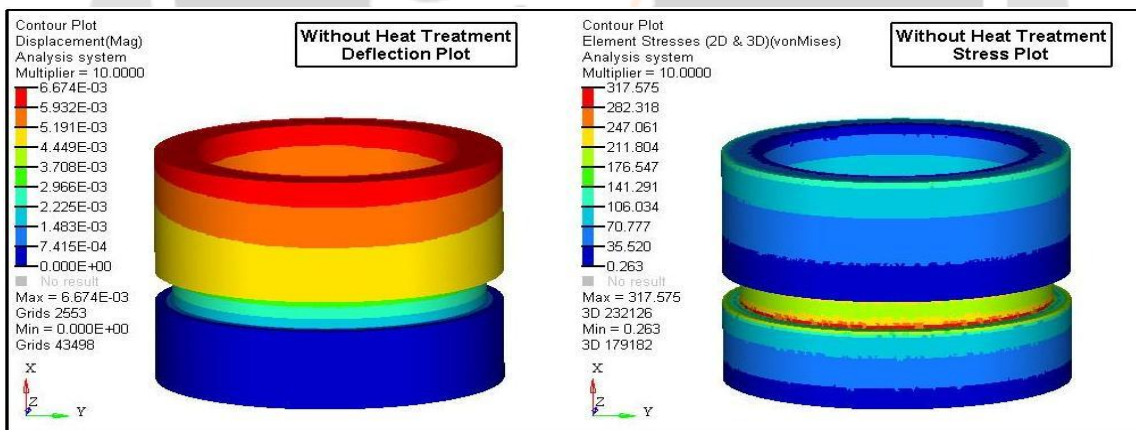 Contour Plot
Displacement(Mag)
Analysis system
Multiplier = 10.0000
6.674E-03
5.932E-03
5.191E-03
4.449E-03
3.708E-03
2.966E-03
2.225E-03
1.483E-03
7.415E-04
0.000E+00
No result
Max = 6.674E-03
Grids 2553
Min = 0.000E+00
Grids 43498
X
Z
Y
Without Heat Treatment
Deflection Plot
Contour Plot
Element Stresses (2D & 3D)(vonMises)
Analysis system
Multiplier = 10.0000
317.575
282.318
247.061
211.804
176.547
141.291
106.034
70.777
35.520
0.263
No result
Max = 317.575
3D 232126
Min = 0.263
3D 179182
X
Z
Y
Without Heat Treatment
Stress Plot